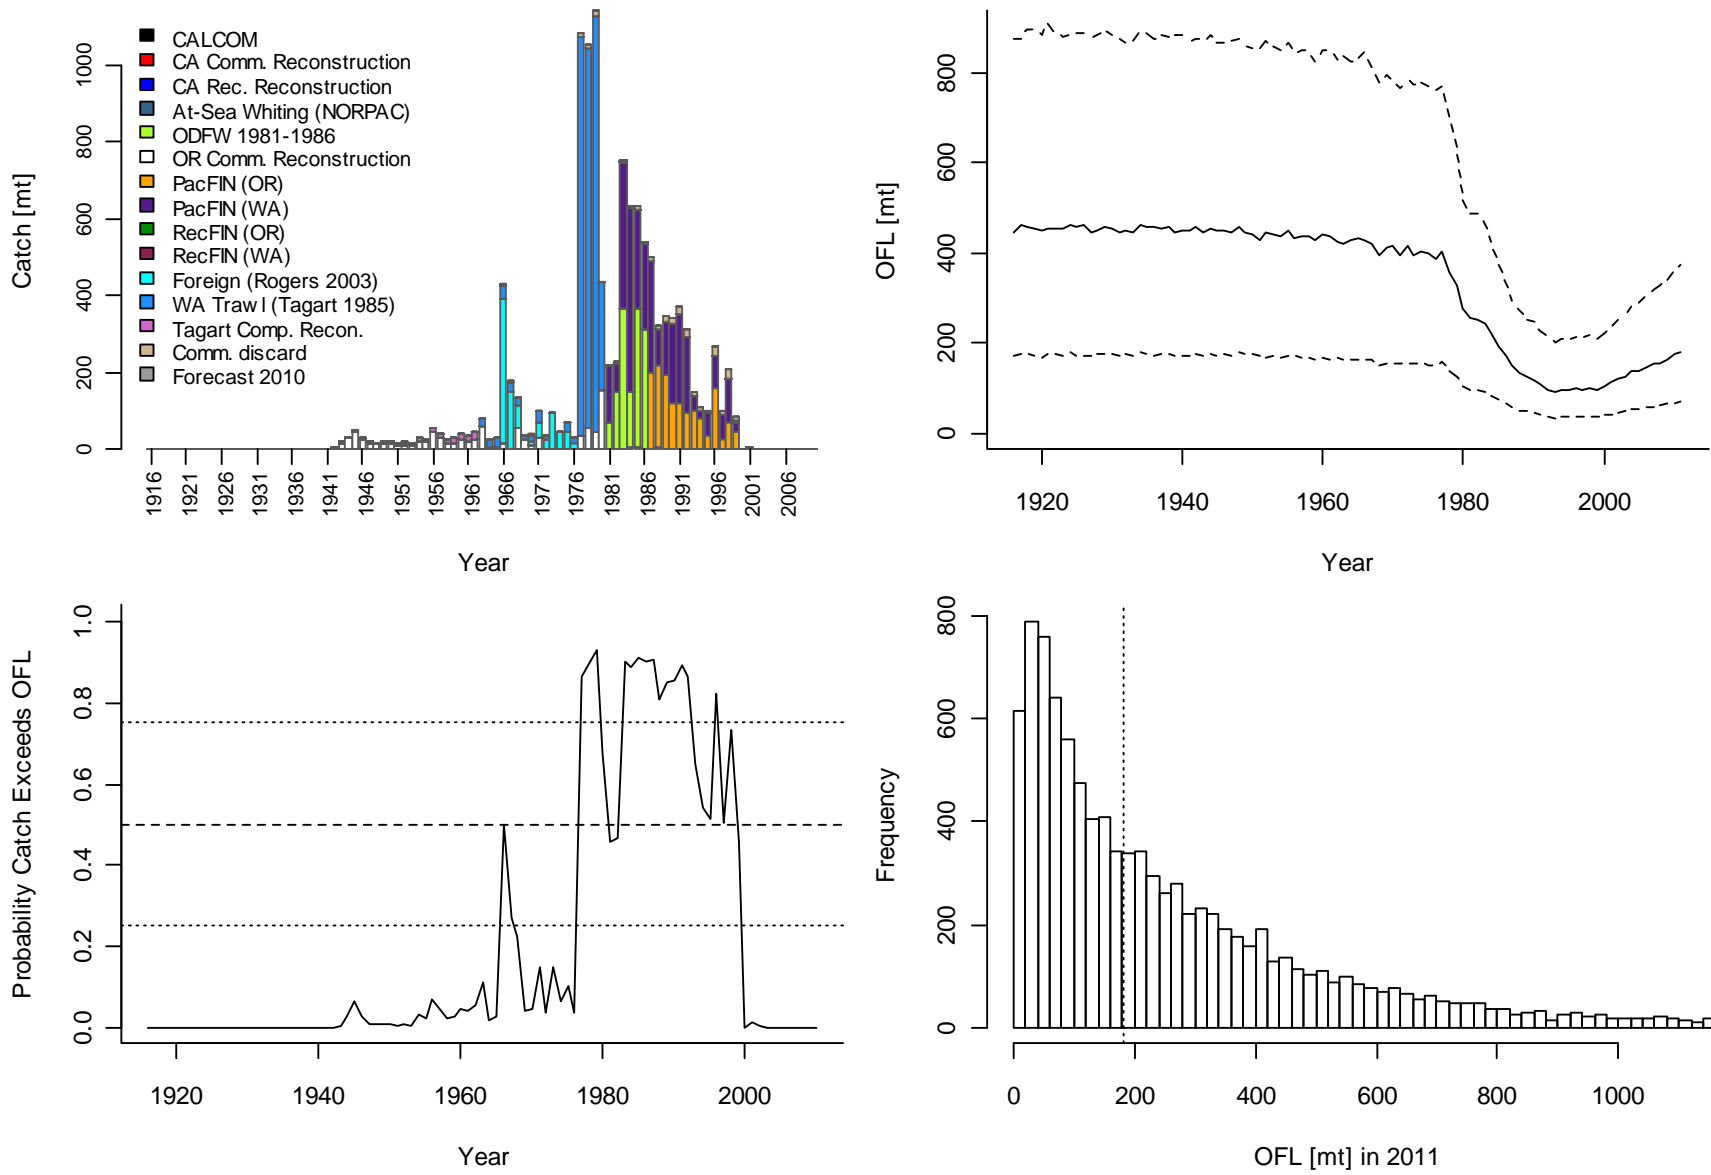 CALCOM
CA Comm. Reconstruction
CA Rec. Reconstruction
At-Sea Whiting (NORPAC)
ODFW 1981-1986
OR Comm. Reconstruction
PacFIN (OR)
PacFIN (WA)
RecFIN (OR)
RecFIN (WA)
Foreign (Rogers 2003)
WA Trawl (Tagart 1985)
Tagart Comp. Recon.
Comm. discard
Forecast 2010
Catch [mt]
0 200 400 600 800 1000
1916 1921 1926 1931 1936 1941 1946 1951 1956 1961 1966 1971 1976 1981 1986 1991 1996 2001 2006
Year
OFL [mt]
0 200 400 600 800
1920 1940 1960 1980 2000
Year
Probability Catch Exceeds OFL
0.0 0.2 0.4 0.6 0.8 1.0
1920 1940 1960 1980 2000
Year
Frequency
0 200 400 600 800
0 200 400 600 800 1000
OFL [mt] in 2011